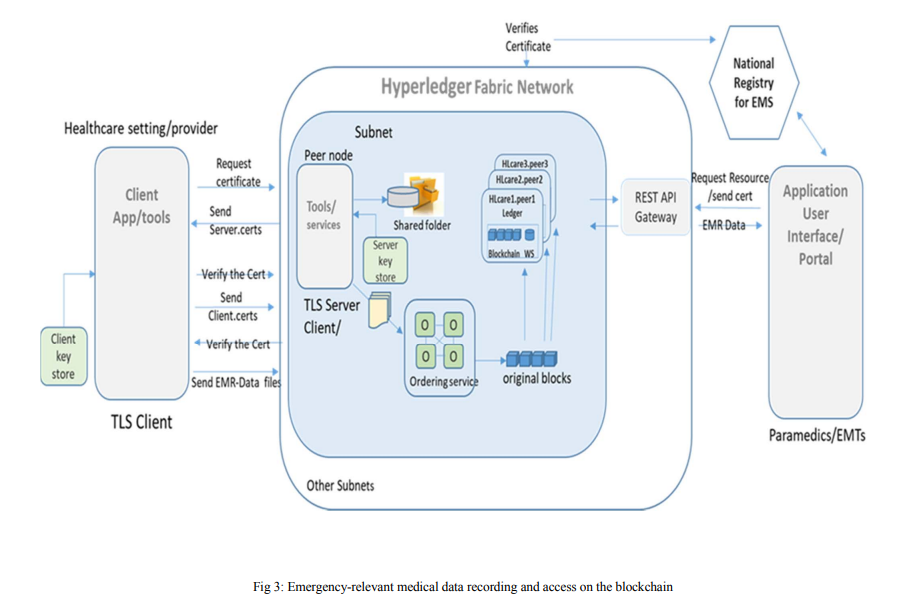 Verifies
Certificate
National
Registry
for EMS
Hyperledger Fabric Network
Healthcare setting/provider
Client
App/tools
Request
certificate
Send
Server.certs
Verify the Cert
Send
Client.certs
Verify the Cert
Send EMR-Data files
Client
key
store
TLS Client
Subnet
Peer node
Tools/
services
Shared folder
Server
key
store
TLS Server
Client/
O O
O O
Ordering service
original blocks
HLcare3.peer3
HLcare2.peer2
HLcare1.peer1
Ledger
Blockchain WS
Other Subnets
REST API
Gateway
Request Resource
/send cert
EMR Data
Application
User
Interface/
Portal
Paramedics/EMTs
Fig 3: Emergency-relevant medical data recording and access on the blockchain